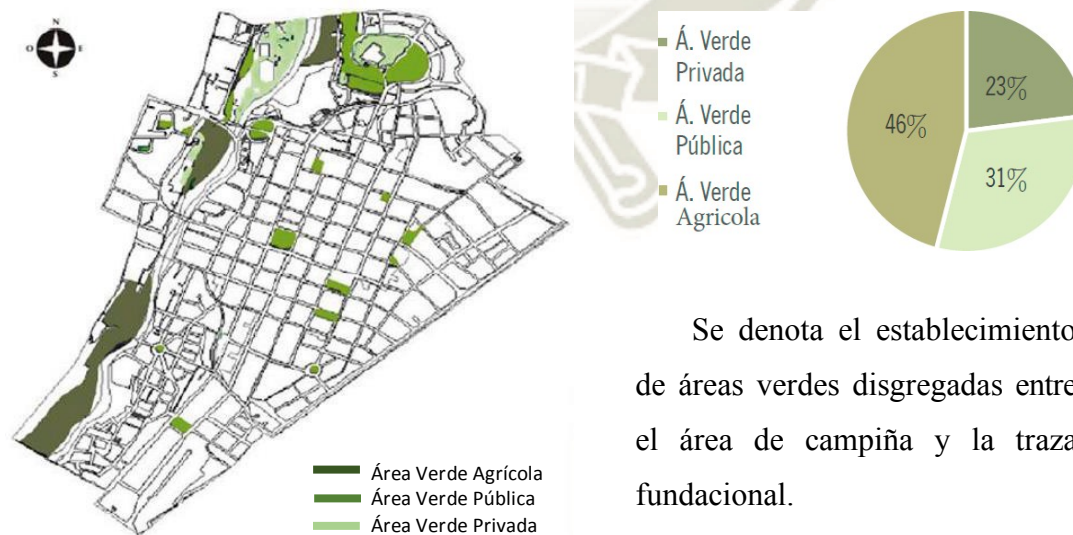 N
O
E
S
Área Verde Agrícola
Área Verde Pública
Área Verde Privada
Á. Verde
Privada
Á. Verde
Pública
Á. Verde
Agricola
23%
46%
31%
Se denota el establecimiento
de áreas verdes disgregadas entre
el área de campiña y la traza
fundacional.